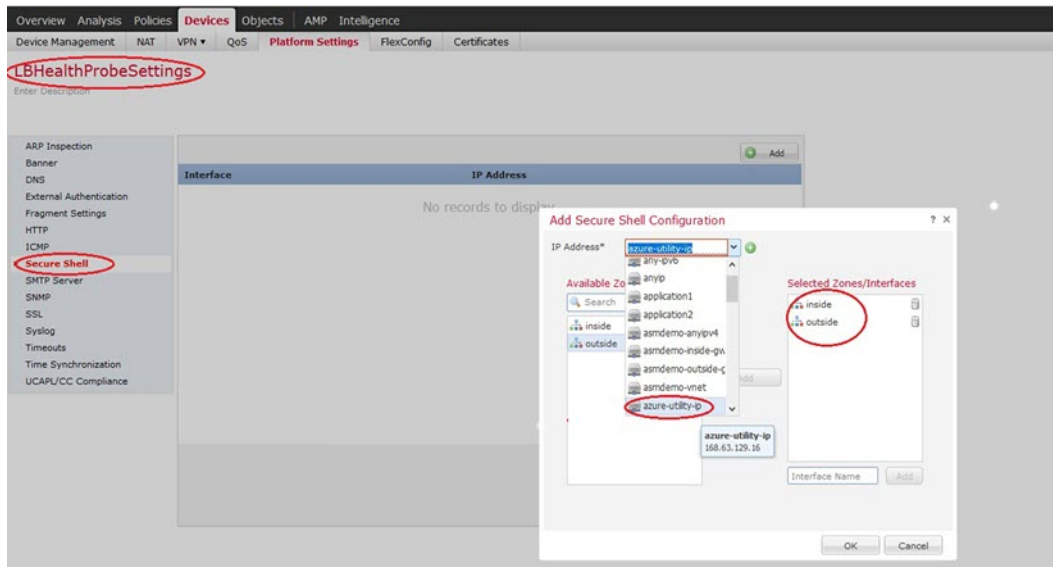 Overview Analysis Policies Devices Objects AMP Intelligence
Device Management NAT VPN QoS Platform Settings FlexConfig Certificates
LBHealthProbeSettings
Enter Description
ARP Inspection
Banner
DNS
External Authentication
Fragment Settings
HTTP
ICMP
Secure Shell
SMTP Server
SNMP
SSL
Syslog
Timeouts
Time Synchronization
UCAPL/CC Compliance
Add
Interface IP Address
No records to display
Add Secure Shell Configuration ? X
IP Address* azure-utility-ip
any-ipv6
anyip
application1
application2
asmdemo-anyipv4
asmdemo-inside-gw
asmdemo-outside-g
asmdemo-vnet
azure-utility-ip
azure-utility-ip
168.63.129.16
Available Zo
Search
inside
outside
Add
Selected Zones/Interfaces
inside
outside
Interface Name Add
OK Cancel